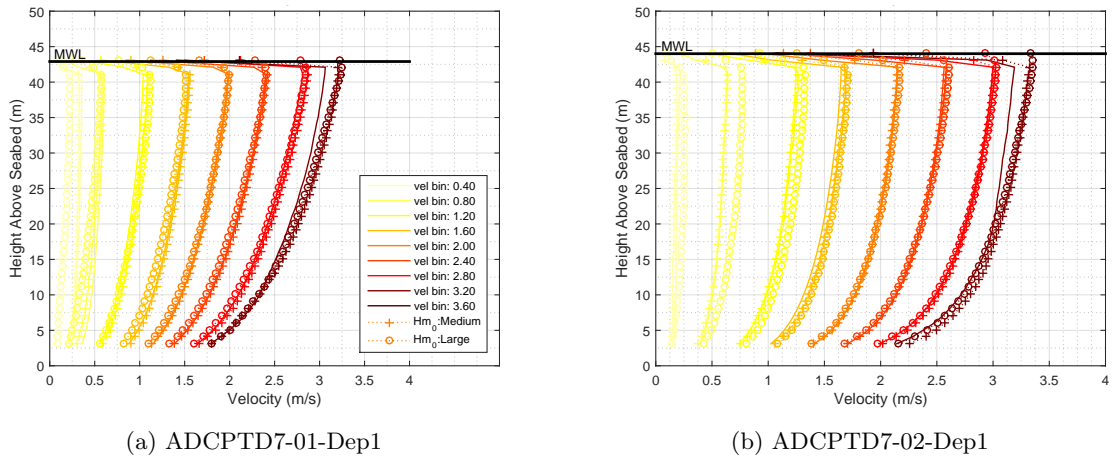 50
45
40
35
30
25
20
15
10
5
0
Height Above Seabed (m)
MWL
0 0.5 1 1.5 2 2.5 3 3.5 4
Velocity (m/s)
vel bin: 0.40
vel bin: 0.80
vel bin: 1.20
vel bin: 1.60
vel bin: 2.00
vel bin: 2.40
vel bin: 2.80
vel bin: 3.20
vel bin: 3.60
Hm0:Medium
Hm0:Large
(a) ADCPTD7-01-Dep1
50
45
40
35
30
25
20
15
10
5
0
Height Above Seabed (m)
MWL
0 0.5 1 1.5 2 2.5 3 3.5 4
Velocity (m/s)
(b) ADCPTD7-02-Dep1